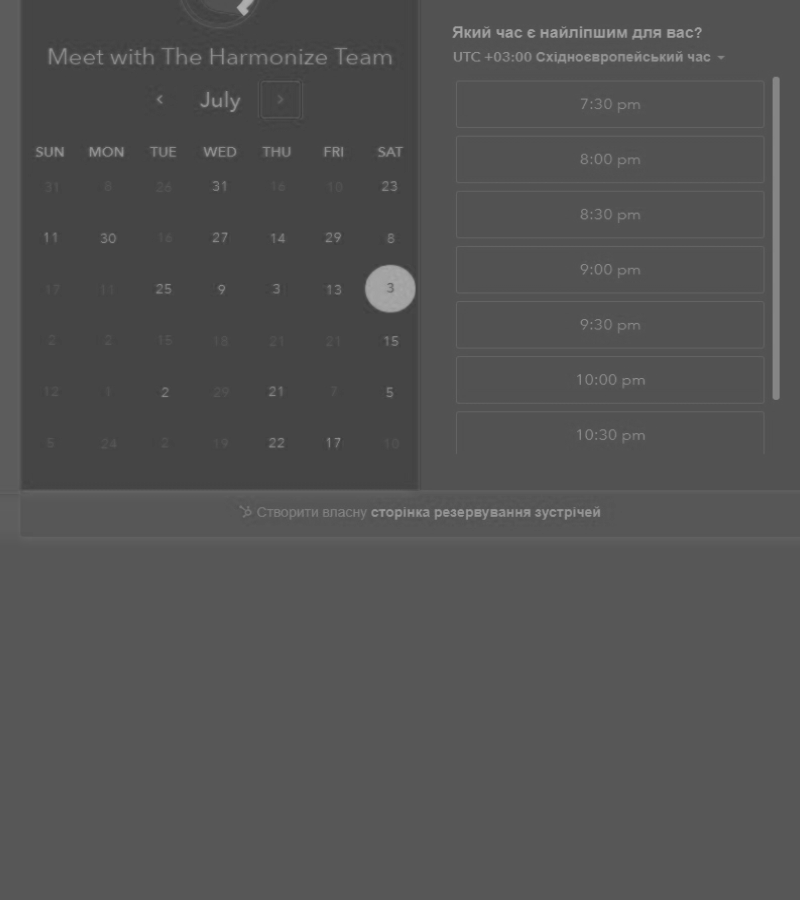 Meet with The Harmonize Team
July
SUN MON TUE WED THU FRI SAT
31 8 26 31 16 10 23
11 30 16 27 14 29 8
17 11 25 9 3 13 3
2 2 15 18 21 21 15
12 1 2 29 21 7 5
5 24 2 19 22 17 10
Який час є найліпшим для вас?
UTC +03:00 Східноєвропейський час
7:30 pm
8:00 pm
8:30 pm
9:00 pm
9:30 pm
10:00 pm
10:30 pm
Створити власну сторінка резервування зустрічей